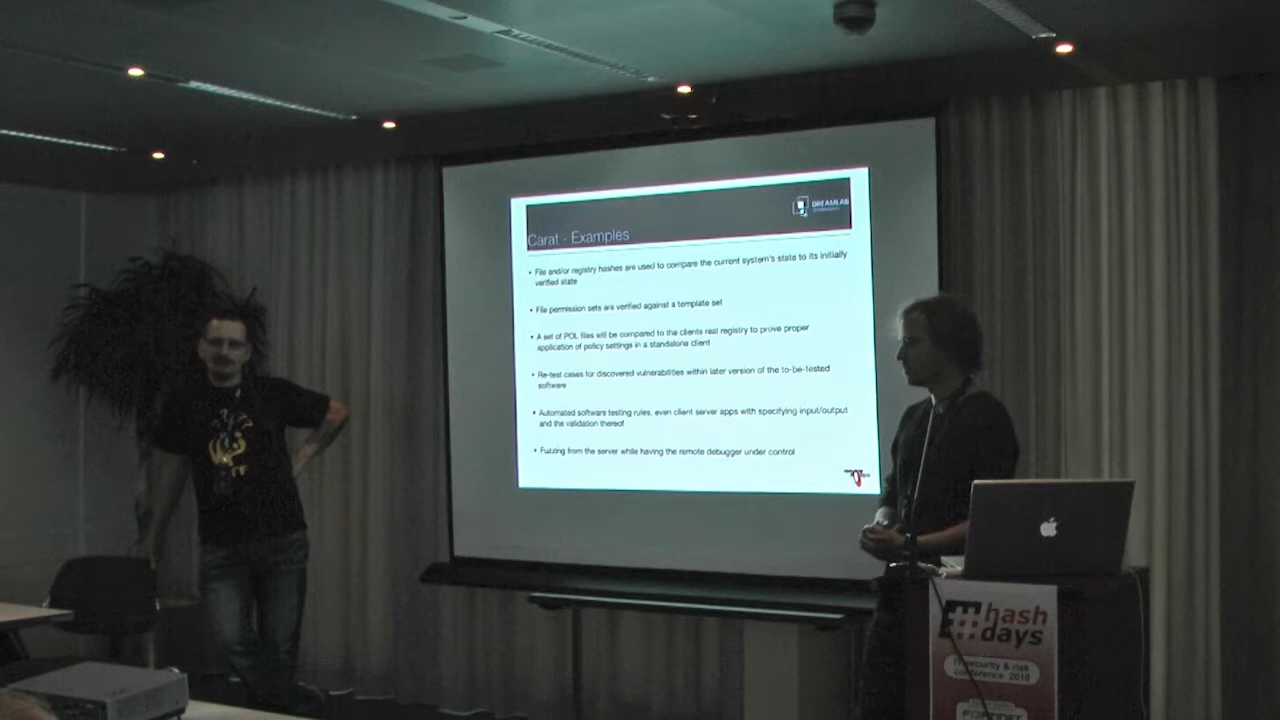 DREAMLAB
Carat - Examples
• File and/or registry hashes are used to compare the current system's state to its initially
verified state
• File permission sets are verified against a template set
• A set of POL files will be compared to the clients real registry to prove proper
application of policy settings in a standalone client
• Re-test cases for discovered vulnerabilities within later version of the to-be-tested
software
• Automated software testing rules, even client server apps with specifying input/output
and the validation thereof
• Fuzzing from the server while having the remote debugger under control
hash
days
IT security & risk
conference 2010
FORTINET